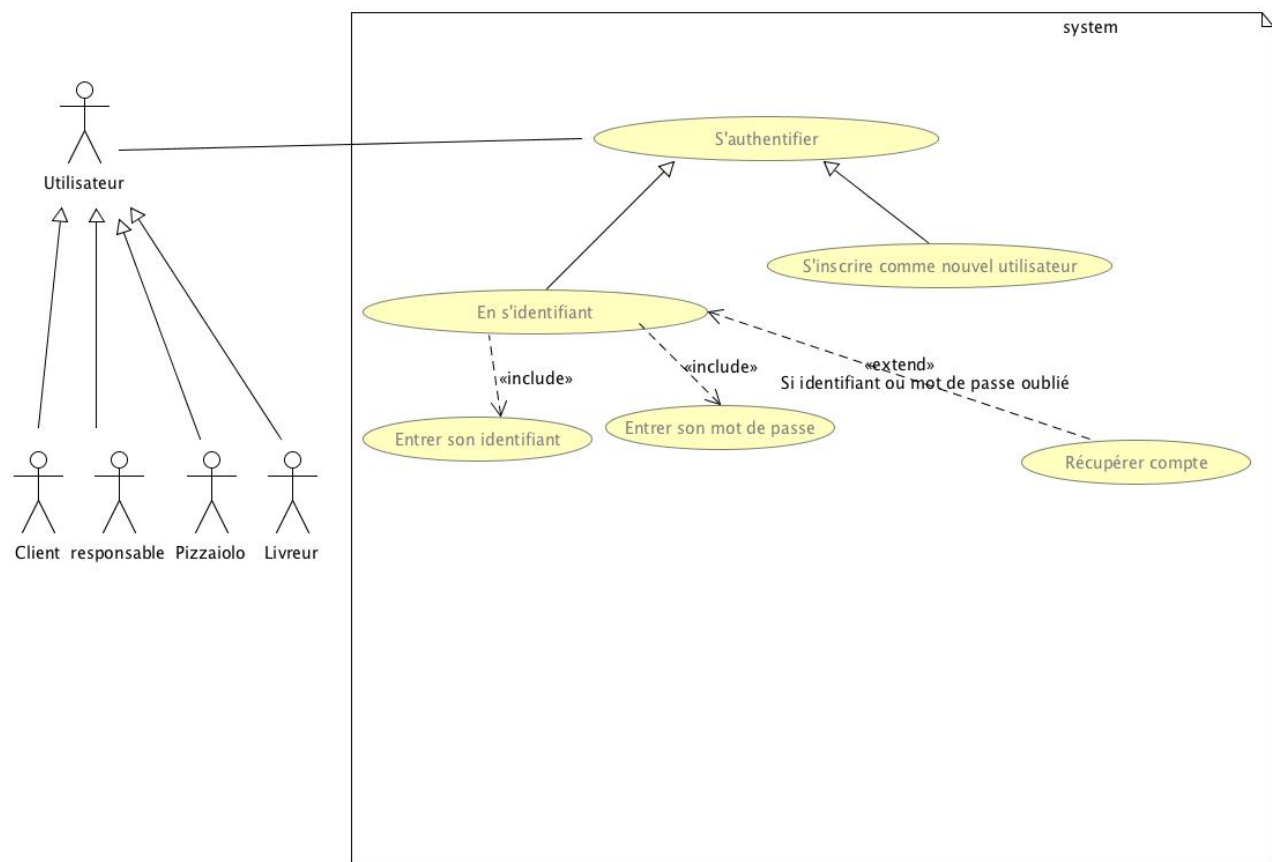 system
S'authentifier
Utilisateur
S'inscrire comme nouvel utilisateur
En s'identifiant
«extend»
Si identifiant ou mot de passe oublié
«include»
«include»
Entrer son identifiant
Entrer son mot de passe
Récupérer compte
Client
responsable
Pizzaiolo
Livreur